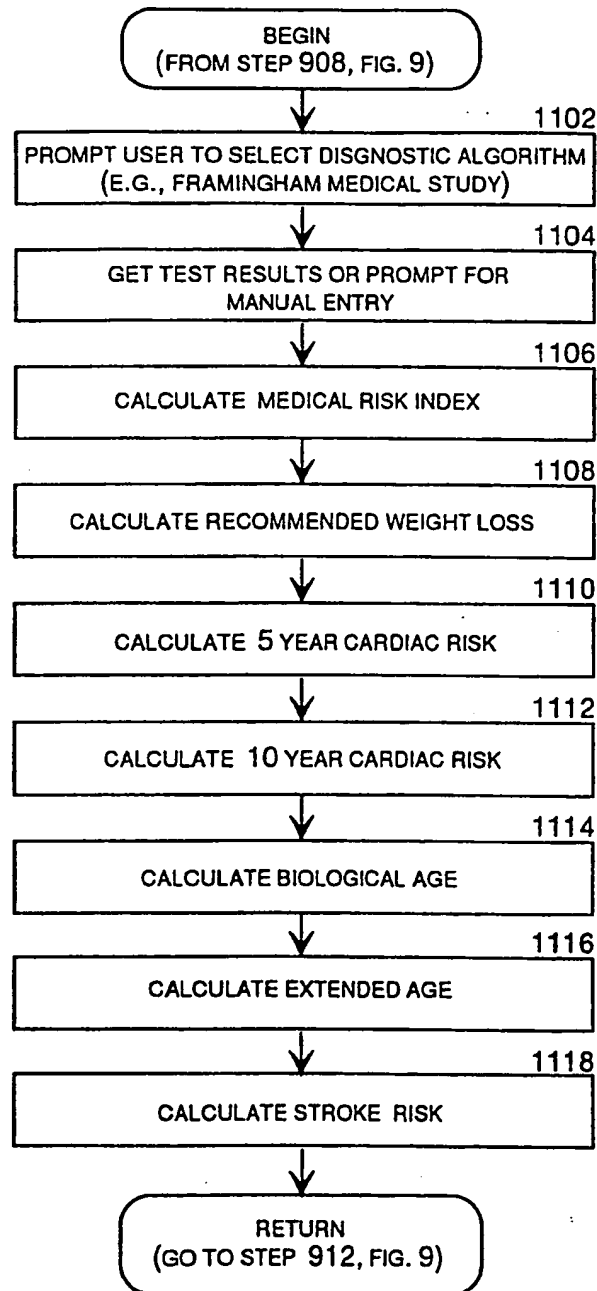 BEGIN
(FROM STEP 908, FIG. 9)
1102
PROMPT USER TO SELECT DISGNOSTIC ALGORITHM
(E.G., FRAMINGHAM MEDICAL STUDY)
1104
GET TEST RESULTS OR PROMPT FOR
MANUAL ENTRY
1106
CALCULATE MEDICAL RISK INDEX
1108
CALCULATE RECOMMENDED WEIGHT LOSS
1110
CALCULATE 5 YEAR CARDIAC RISK
1112
CALCULATE 10 YEAR CARDIAC RISK
1114
CALCULATE BIOLOGICAL AGE
1116
CALCULATE EXTENDED AGE
1118
CALCULATE STROKE RISK
RETURN
(GO TO STEP 912, FIG. 9)